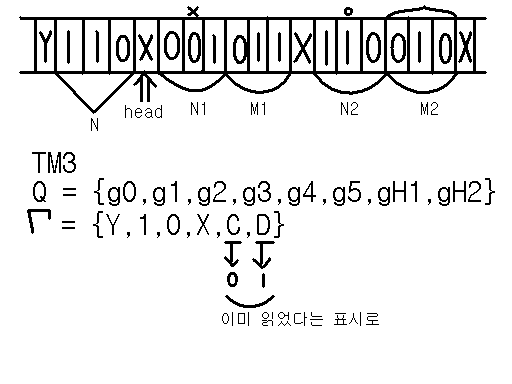 × o
Y110X001011X110010X
N head N1 M1 N2 M2
TM3
Q = {g0,g1,g2,g3,g4,g5,gH1,gH2}
Γ = {Y,1,0,X,C,D}
0 1
이미 읽었다는 표시로